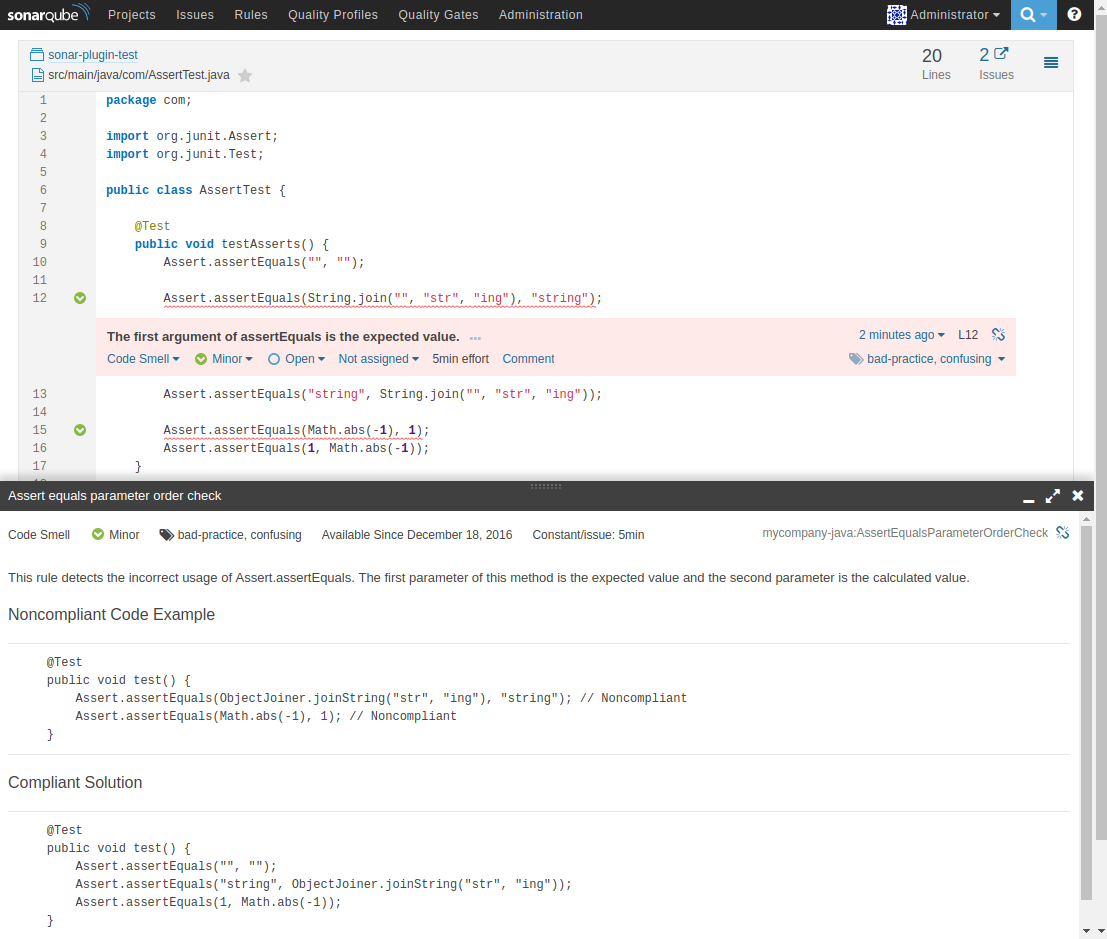 sonarqube Projects Issues Rules Quality Profiles Quality Gates Administration Administrator ?
sonar-plugin-test
src/main/java/com/AssertTest.java
20 Lines
2 Issues
1 package com;
2
3 import org.junit.Assert;
4 import org.junit.Test;
5
6 public class AssertTest {
7
8     @Test
9     public void testAsserts() {
10         Assert.assertEquals("", "");
11
12         Assert.assertEquals(String.join("", "str", "ing"), "string");
The first argument of assertEquals is the expected value. ... 2 minutes ago L12
Code Smell Minor Open Not assigned 5min effort Comment bad-practice, confusing
13         Assert.assertEquals("string", String.join("", "str", "ing"));
14
15         Assert.assertEquals(Math.abs(-1), 1);
16         Assert.assertEquals(1, Math.abs(-1));
17     }
Assert equals parameter order check
Code Smell Minor bad-practice, confusing Available Since December 18, 2016 Constant/issue: 5min mycompany-java:AssertEqualsParameterOrderCheck
This rule detects the incorrect usage of Assert.assertEquals. The first parameter of this method is the expected value and the second parameter is the calculated value.
Noncompliant Code Example
@Test
public void test() {
    Assert.assertEquals(ObjectJoiner.joinString("str", "ing"), "string"); // Noncompliant
    Assert.assertEquals(Math.abs(-1), 1); // Noncompliant
}
Compliant Solution
@Test
public void test() {
    Assert.assertEquals("", "");
    Assert.assertEquals("string", ObjectJoiner.joinString("str", "ing"));
    Assert.assertEquals(1, Math.abs(-1));
}